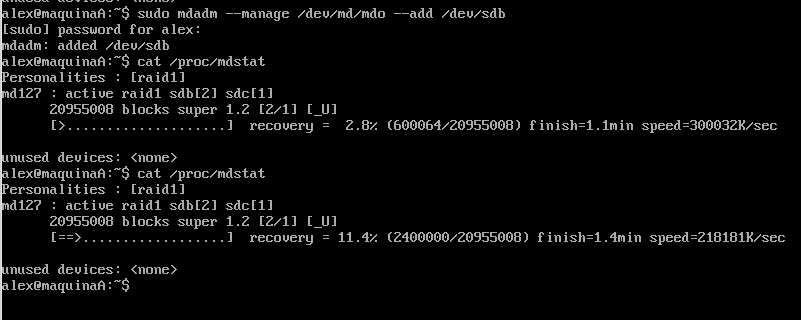 unused devices: <none>
alex@maquinaA:~$ sudo mdadm --manage /dev/md/mdo --add /dev/sdb
[sudo] password for alex:
mdadm: added /dev/sdb
alex@maquinaA:~$ cat /proc/mdstat
Personalities : [raid1]
md127 : active raid1 sdb[2] sdc[1]
      20955008 blocks super 1.2 [2/1] [_U]
      [>....................]  recovery =  2.8% (600064/20955008) finish=1.1min speed=300032K/sec

unused devices: <none>
alex@maquinaA:~$ cat /proc/mdstat
Personalities : [raid1]
md127 : active raid1 sdb[2] sdc[1]
      20955008 blocks super 1.2 [2/1] [_U]
      [==>..................]  recovery = 11.4% (2400000/20955008) finish=1.4min speed=218181K/sec

unused devices: <none>
alex@maquinaA:~$